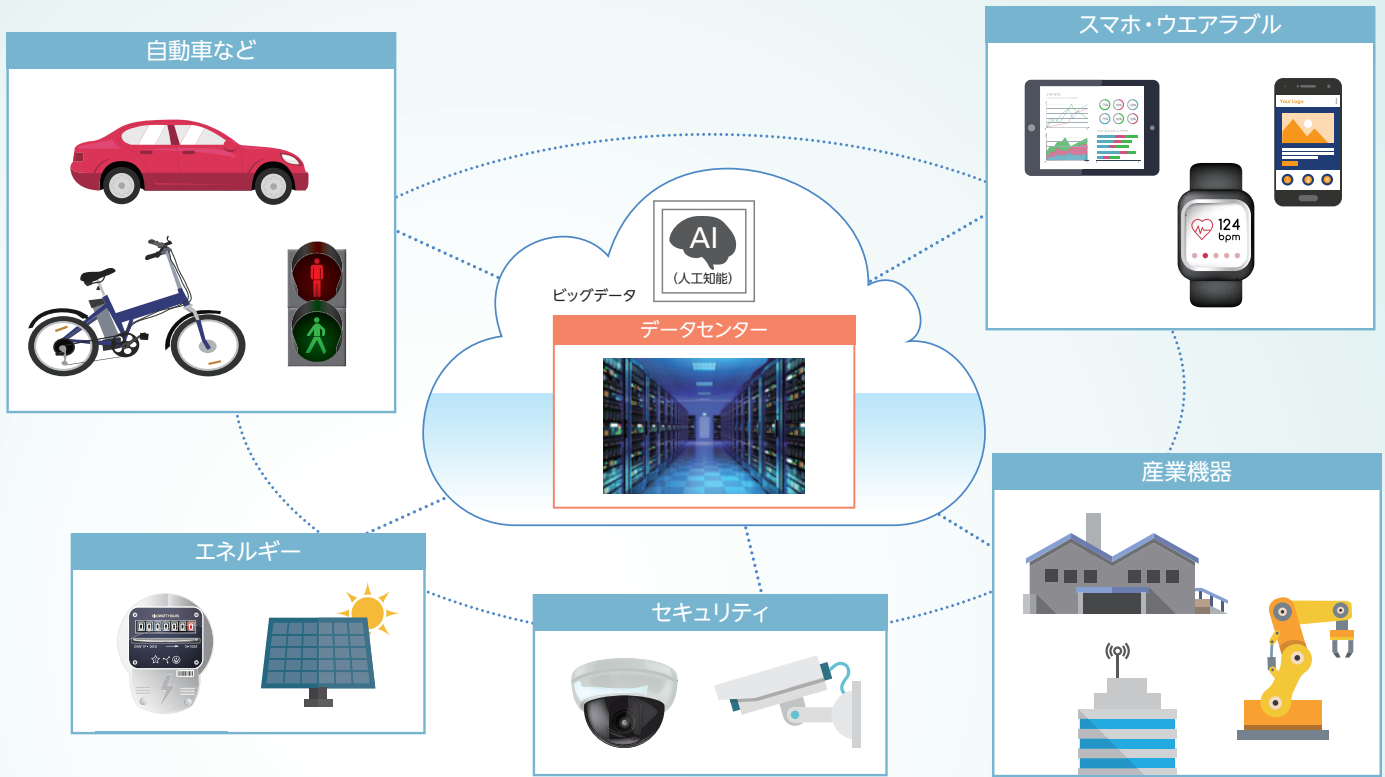 自動車など
スマホ・ウエアラブル
Your Logo
124
bpm
AI
(人工知能)
ビッグデータ
データセンター
産業機器
エネルギー
セキュリティ